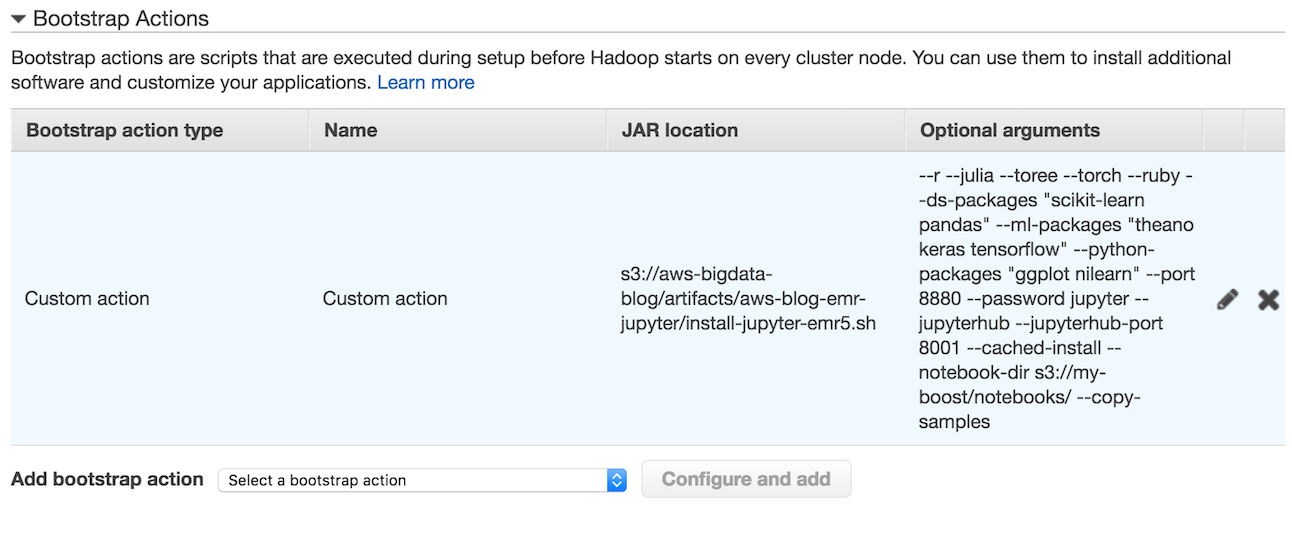 Bootstrap Actions
Bootstrap actions are scripts that are executed during setup before Hadoop starts on every cluster node. You can use them to install additional
software and customize your applications. Learn more
Bootstrap action type
Name
JAR location
Optional arguments
Custom action
Custom action
s3://aws-bigdata-
blog/artifacts/aws-blog-emr-
jupyter/install-jupyter-emr5.sh
--r --julia --toree --torch --ruby -
-ds-packages "scikit-learn
pandas" --ml-packages "theano
keras tensorflow" --python-
packages "ggplot nilearn" --port
8880 --password jupyter --
jupyterhub --jupyterhub-port
8001 --cached-install --
notebook-dir s3://my-
boost/notebooks/ --copy-
samples
Add bootstrap action
Select a bootstrap action
Configure and add